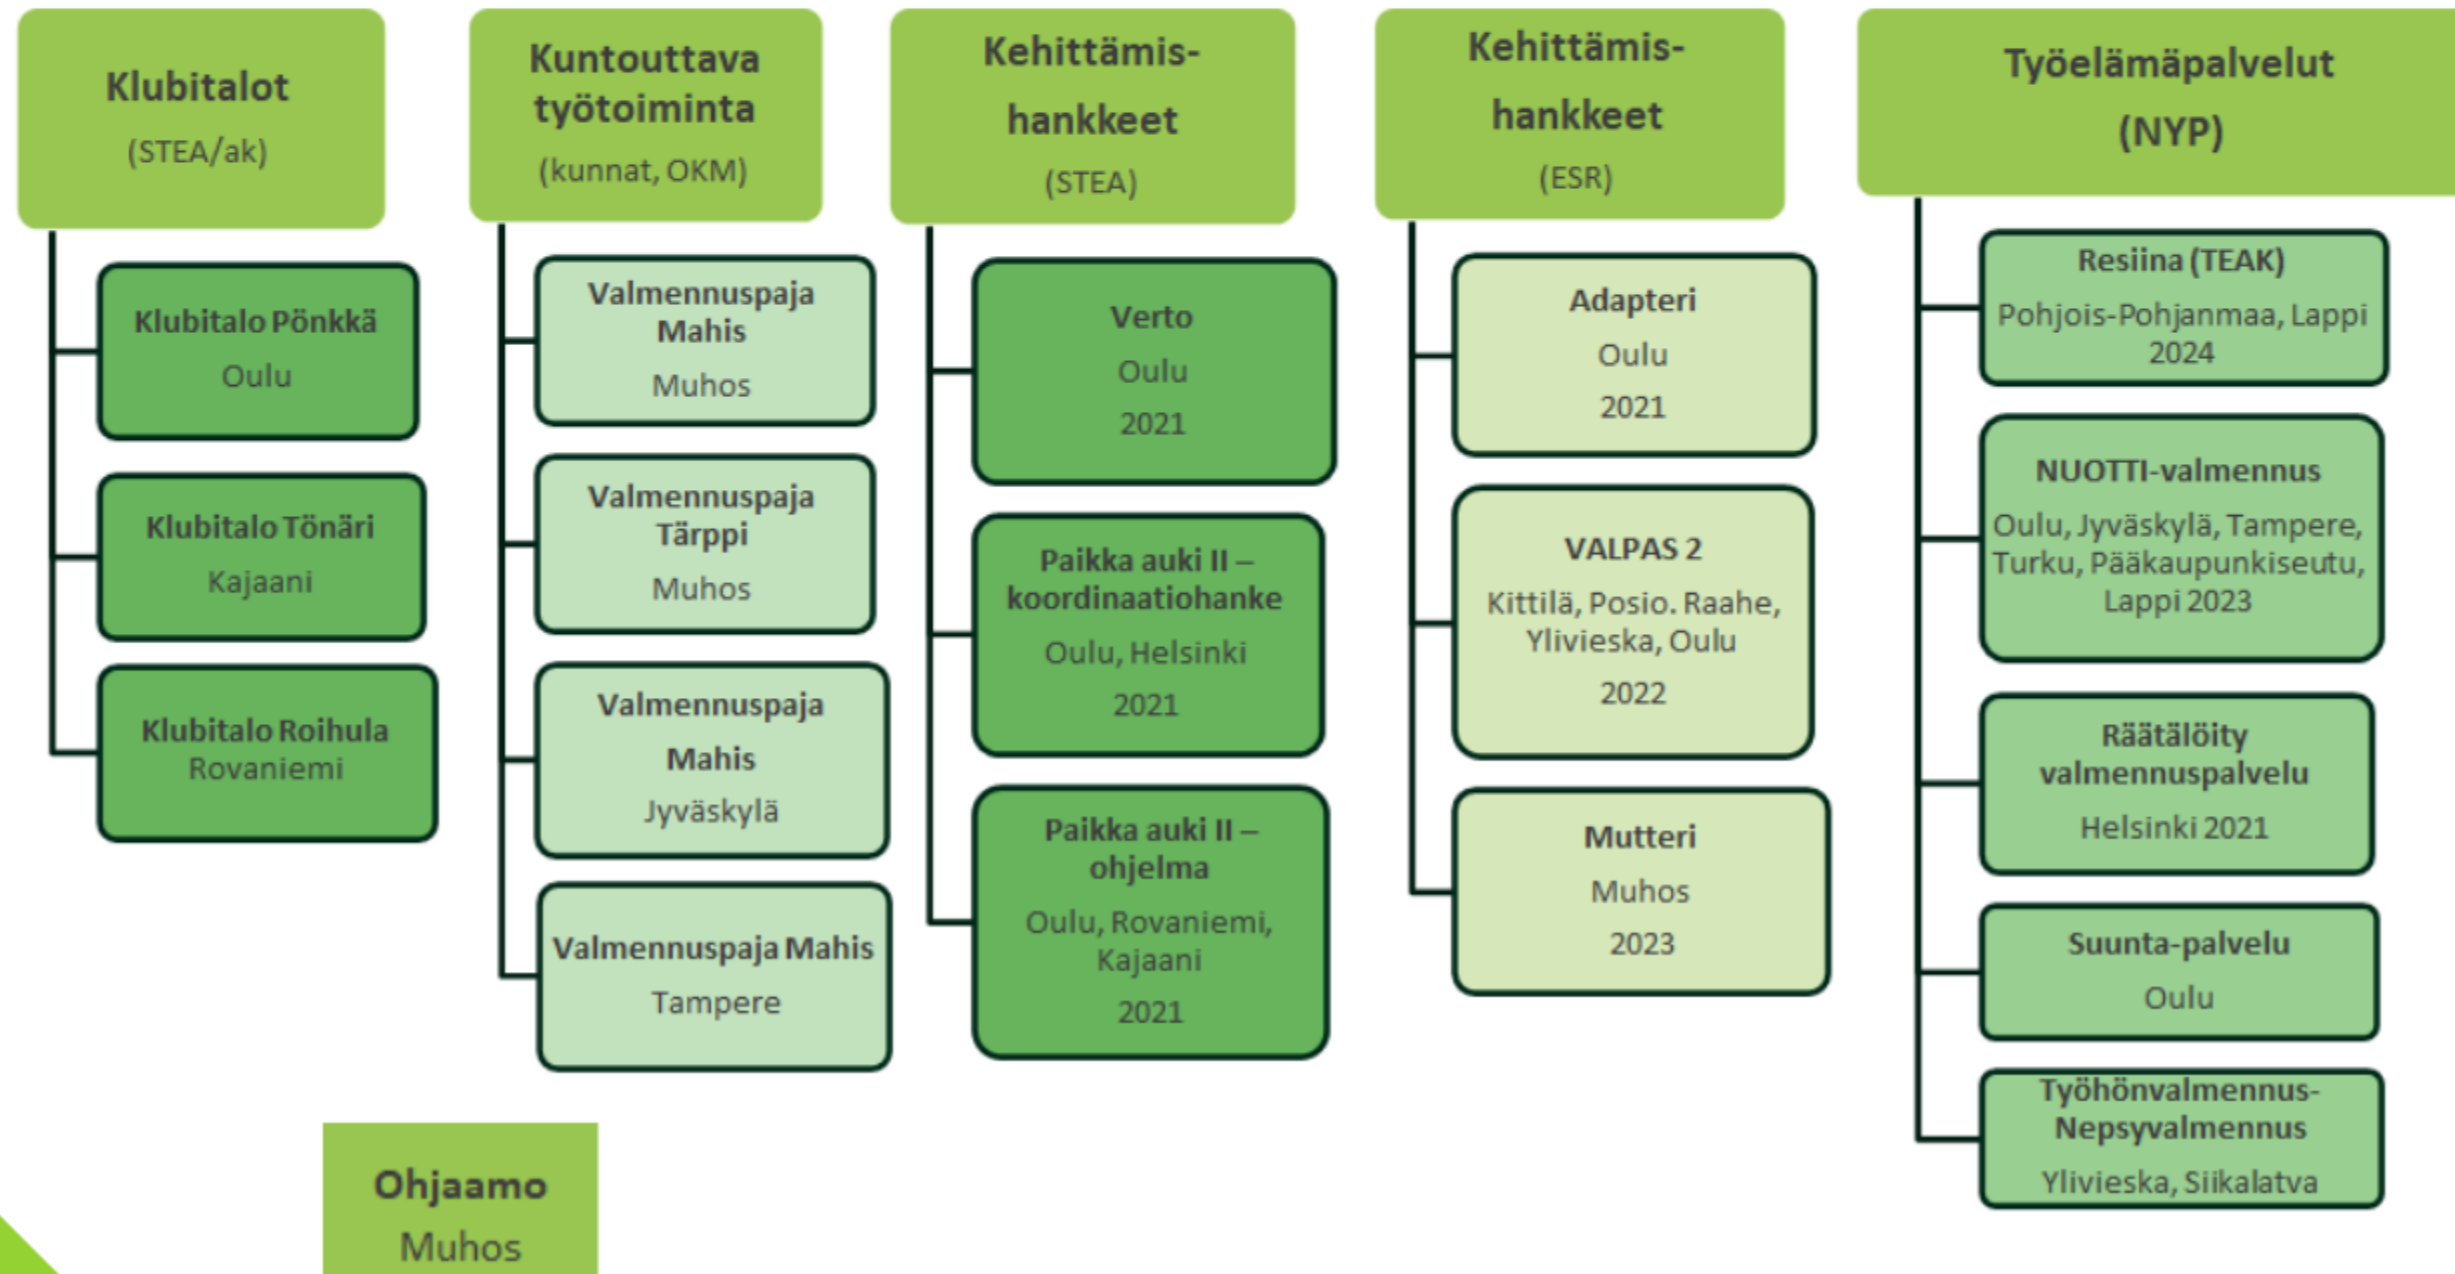 Klubitalot
(STEA/ak)
Klubitalo Pönkkä
Oulu
Klubitalo Tönäri
Kajaani
Klubitalo Roihula
Rovaniemi
Kuntouttava
työtoiminta
(kunnat, OKM)
Valmennuspaja
Mahis
Muhos
Valmennuspaja
Tärppi
Muhos
Valmennuspaja
Mahis
Jyväskylä
Valmennuspaja Mahis
Tampere
Kehittämis-
hankkeet
(STEA)
Verto
Oulu
2021
Paikka auki II –
koordinaatiohanke
Oulu, Helsinki
2021
Paikka auki II –
ohjelma
Oulu, Rovaniemi,
Kajaani
2021
Kehittämis-
hankkeet
(ESR)
Adapteri
Oulu
2021
VALPAS 2
Kittilä, Posio. Raahe,
Ylivieska, Oulu
2022
Mutteri
Muhos
2023
Työelämäpalvelut
(NYP)
Resiina (TEAK)
Pohjois-Pohjanmaa, Lappi
2024
NUOTTI-valmennus
Oulu, Jyväskylä, Tampere,
Turku, Pääkaupunkiseutu,
Lappi 2023
Räätälöity
valmennuspalvelu
Helsinki 2021
Suunta-palvelu
Oulu
Työhönvalmennus-
Nepsyvalmennus
Ylivieska, Siikalatva
Ohjaamo
Muhos